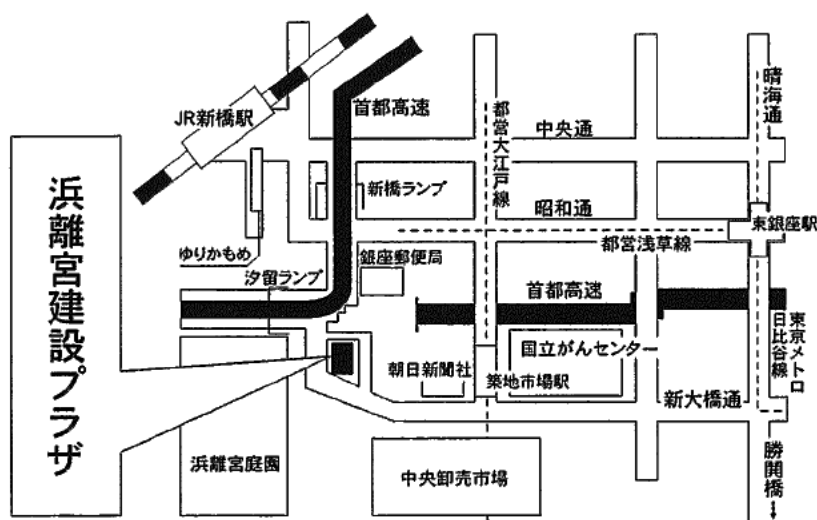 浜離宮建設プラザ
JR新橋駅
首都高速
都営大江戸線
中央通
晴海通
新橋ランプ
昭和通
東銀座駅
都営浅草線
ゆりかもめ
汐留ランプ
銀座郵便局
首都高速
東京メトロ
日比谷線
国立がんセンター
朝日新聞社
築地市場駅
新大橋通
浜離宮庭園
中央卸売市場
勝開橋